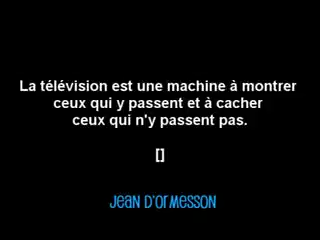 La télévision est une machine à montrer
ceux qui y passent et à cacher
ceux qui n'y passent pas.
[]
Jean d'Ormesson